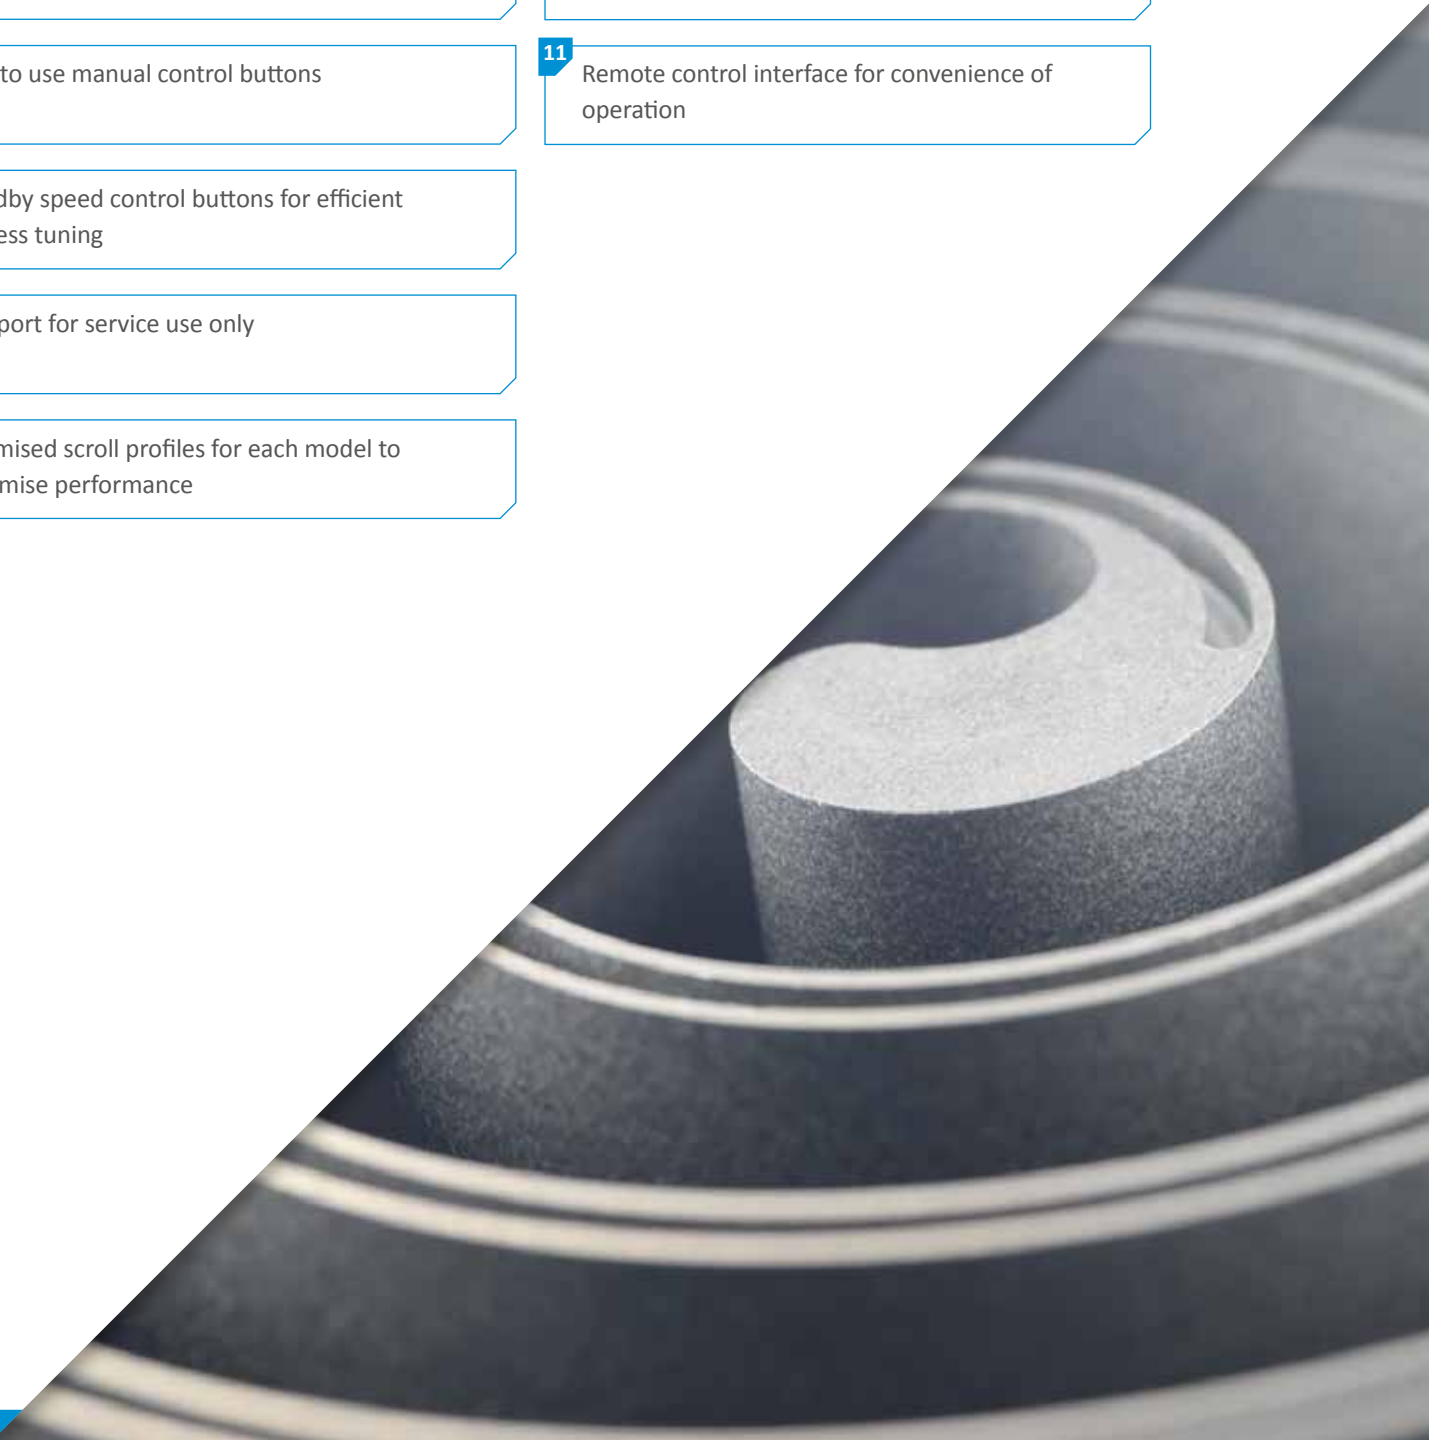 to use manual control buttons
dby speed control buttons for efficient
ess tuning
port for service use only
mised scroll profiles for each model to
mise performance
11
Remote control interface for convenience of
operation